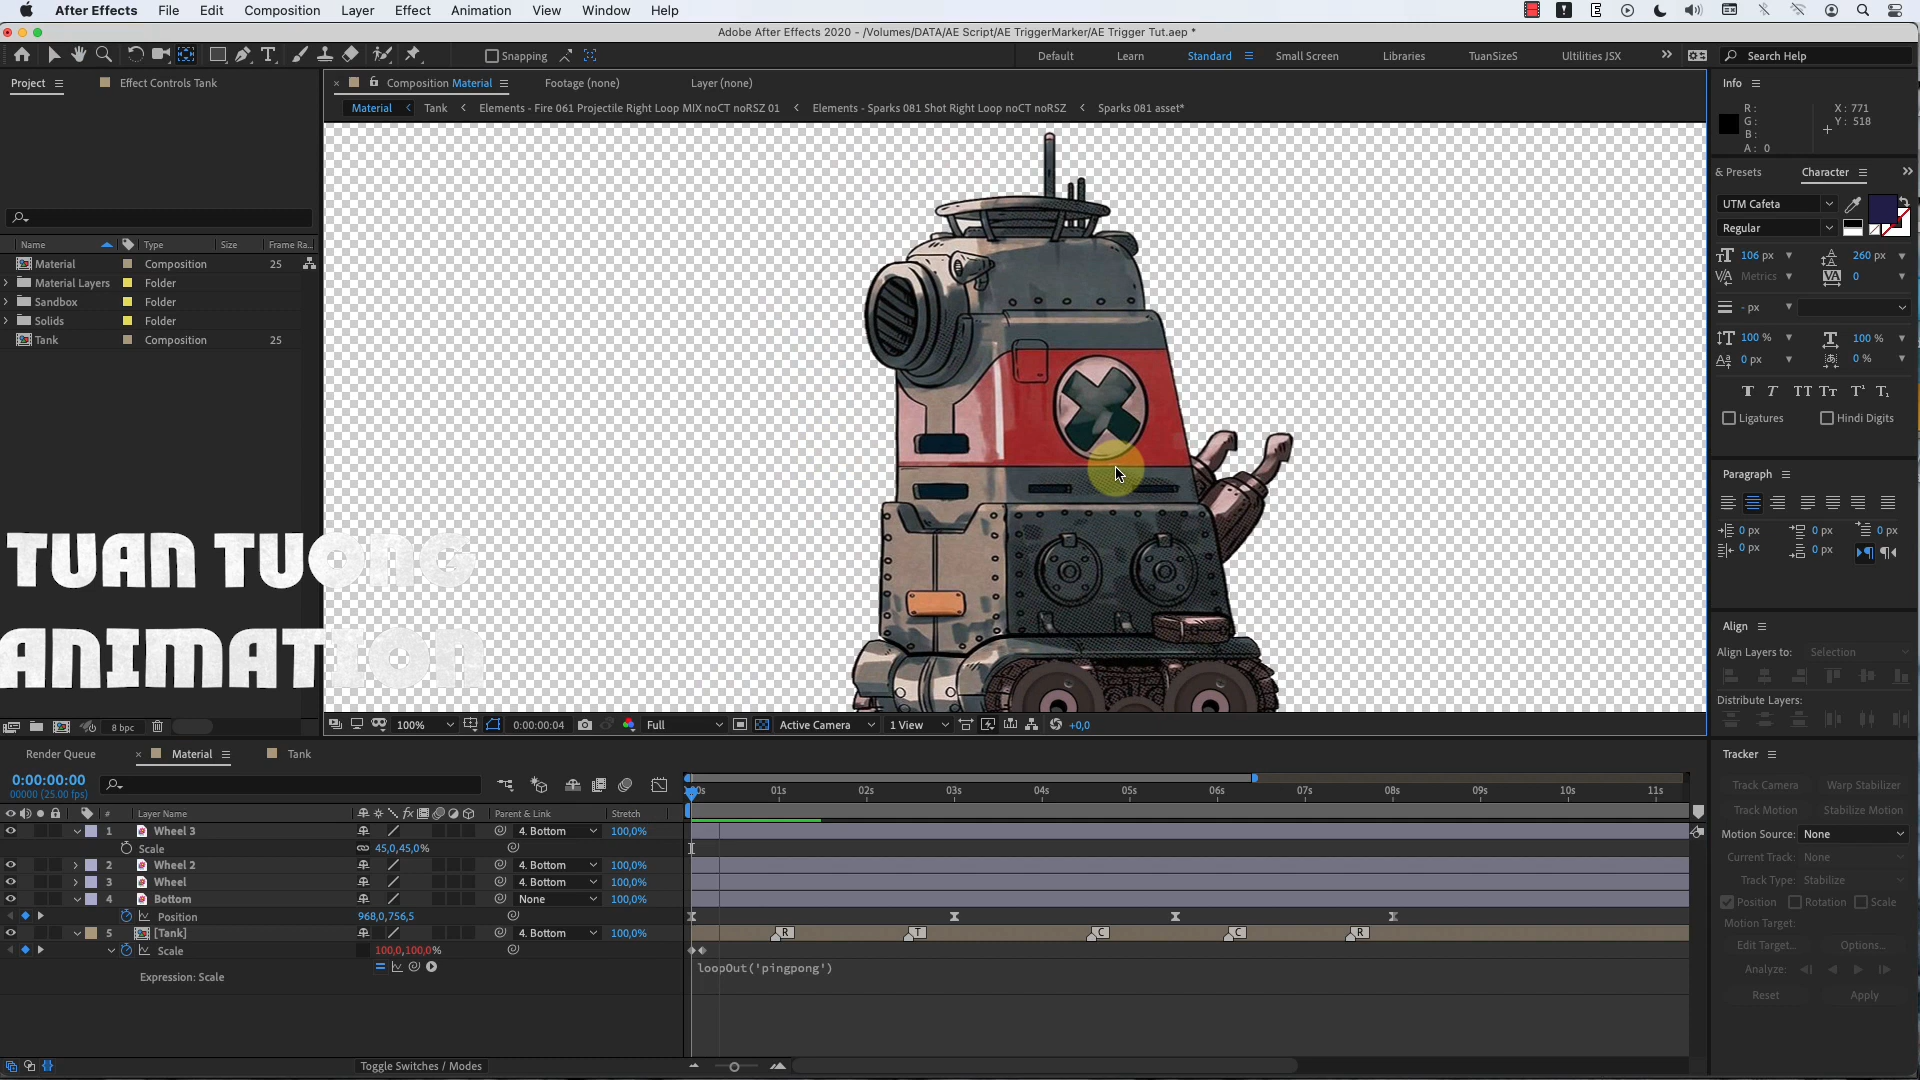 After Effects File Edit Composition Layer Effect Animation View Window Help
Adobe After Effects 2020 - /Volumes/DATA/AE Script/AE TriggerMarker/AE Trigger Tut.aep *
Snapping Default Learn Standard Small Screen Libraries TuanSizeS Ultilities JSX Search Help
Project Effect Controls Tank
Composition Material Footage (none) Layer (none)
Material Tank Elements - Fire 061 Projectile Right Loop MIX noCT noRSZ 01 Elements - Sparks 081 Shot Right Loop noCT noRSZ Sparks 081 asset*
Info
R:
G:
B:
A: 0
X: 771
Y: 518
& Presets Character
UTM Cafeta
Regular
106 px 260 px
Metrics 0
- px
100 % 100 %
0 px 0 %
Ligatures Hindi Digits
Paragraph
0 px 0 px 0 px
0 px 0 px
Align
Align Layers to: Selection
Distribute Layers:
Name Type Size Frame Ra...
Material Composition 25
Material Layers Folder
Sandbox Folder
Solids Folder
Tank Composition 25
TUAN TUONG
ANIMATION
8 bpc
100% 0:00:00:04 Full Active Camera 1 View +0,0
Render Queue Material Tank
0:00:00:00
00000 (25.00 fps)
:00s 01s 02s 03s 04s 05s 06s 07s 08s 09s 10s 11s
# Layer Name Parent & Link Stretch
1 Wheel 3 4. Bottom 100,0%
Scale 45,0,45,0%
2 Wheel 2 4. Bottom 100,0%
3 Wheel 4. Bottom 100,0%
4 Bottom None 100,0%
Position 968,0,756,5
5 [Tank] 4. Bottom 100,0% R T C C R
Scale 100,0,100,0%
Expression: Scale loopOut('pingpong')
Toggle Switches / Modes
Tracker
Track Camera Warp Stabilizer
Track Motion Stabilize Motion
Motion Source: None
Current Track: None
Track Type: Stabilize
Position Rotation Scale
Motion Target:
Edit Target... Options...
Analyze:
Reset Apply